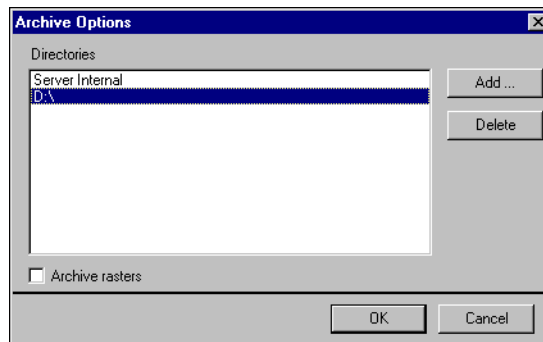 Archive Options
Directories
Server Internal
D:\
Add ...
Delete
Archive rasters
OK
Cancel